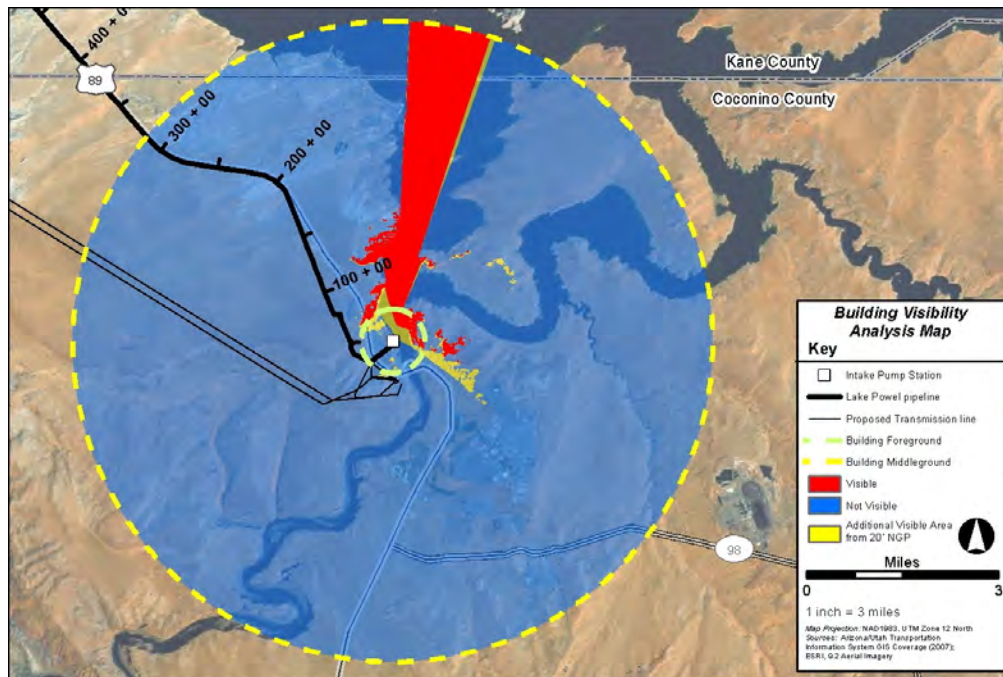 400 + 00
89
300 + 00
200 + 00
100 + 00
Kane County
Coconino County
98
Building Visibility
Analysis Map
Key
Intake Pump Station
Lake Powel pipeline
Proposed Transmission line
Building Foreground
Building Middleground
Visible
Not Visible
Additional Visible Area
from 20' NGP
Miles
0 3
1 inch = 3 miles
Map Projection: NAD1983, UTM Zone 12 North
Sources: Arizona/Utah Transportation
Information System GIS Coverage (2007);
ESRI, G2 Aerial Imagery